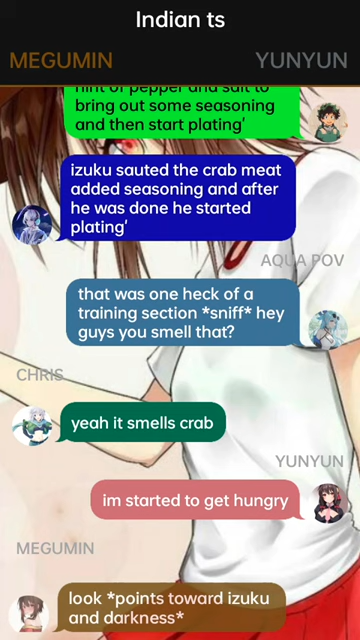 Indian ts
MEGUMIN
YUNYUN
hint of pepper and salt to
bring out some seasoning
and then start plating'
izuku sauted the crab meat
added seasoning and after
he was done he started
plating'
AQUA POV
that was one heck of a
training section *sniff* hey
guys you smell that?
CHRIS
yeah it smells crab
YUNYUN
im started to get hungry
MEGUMIN
look *points toward izuku
and darkness*